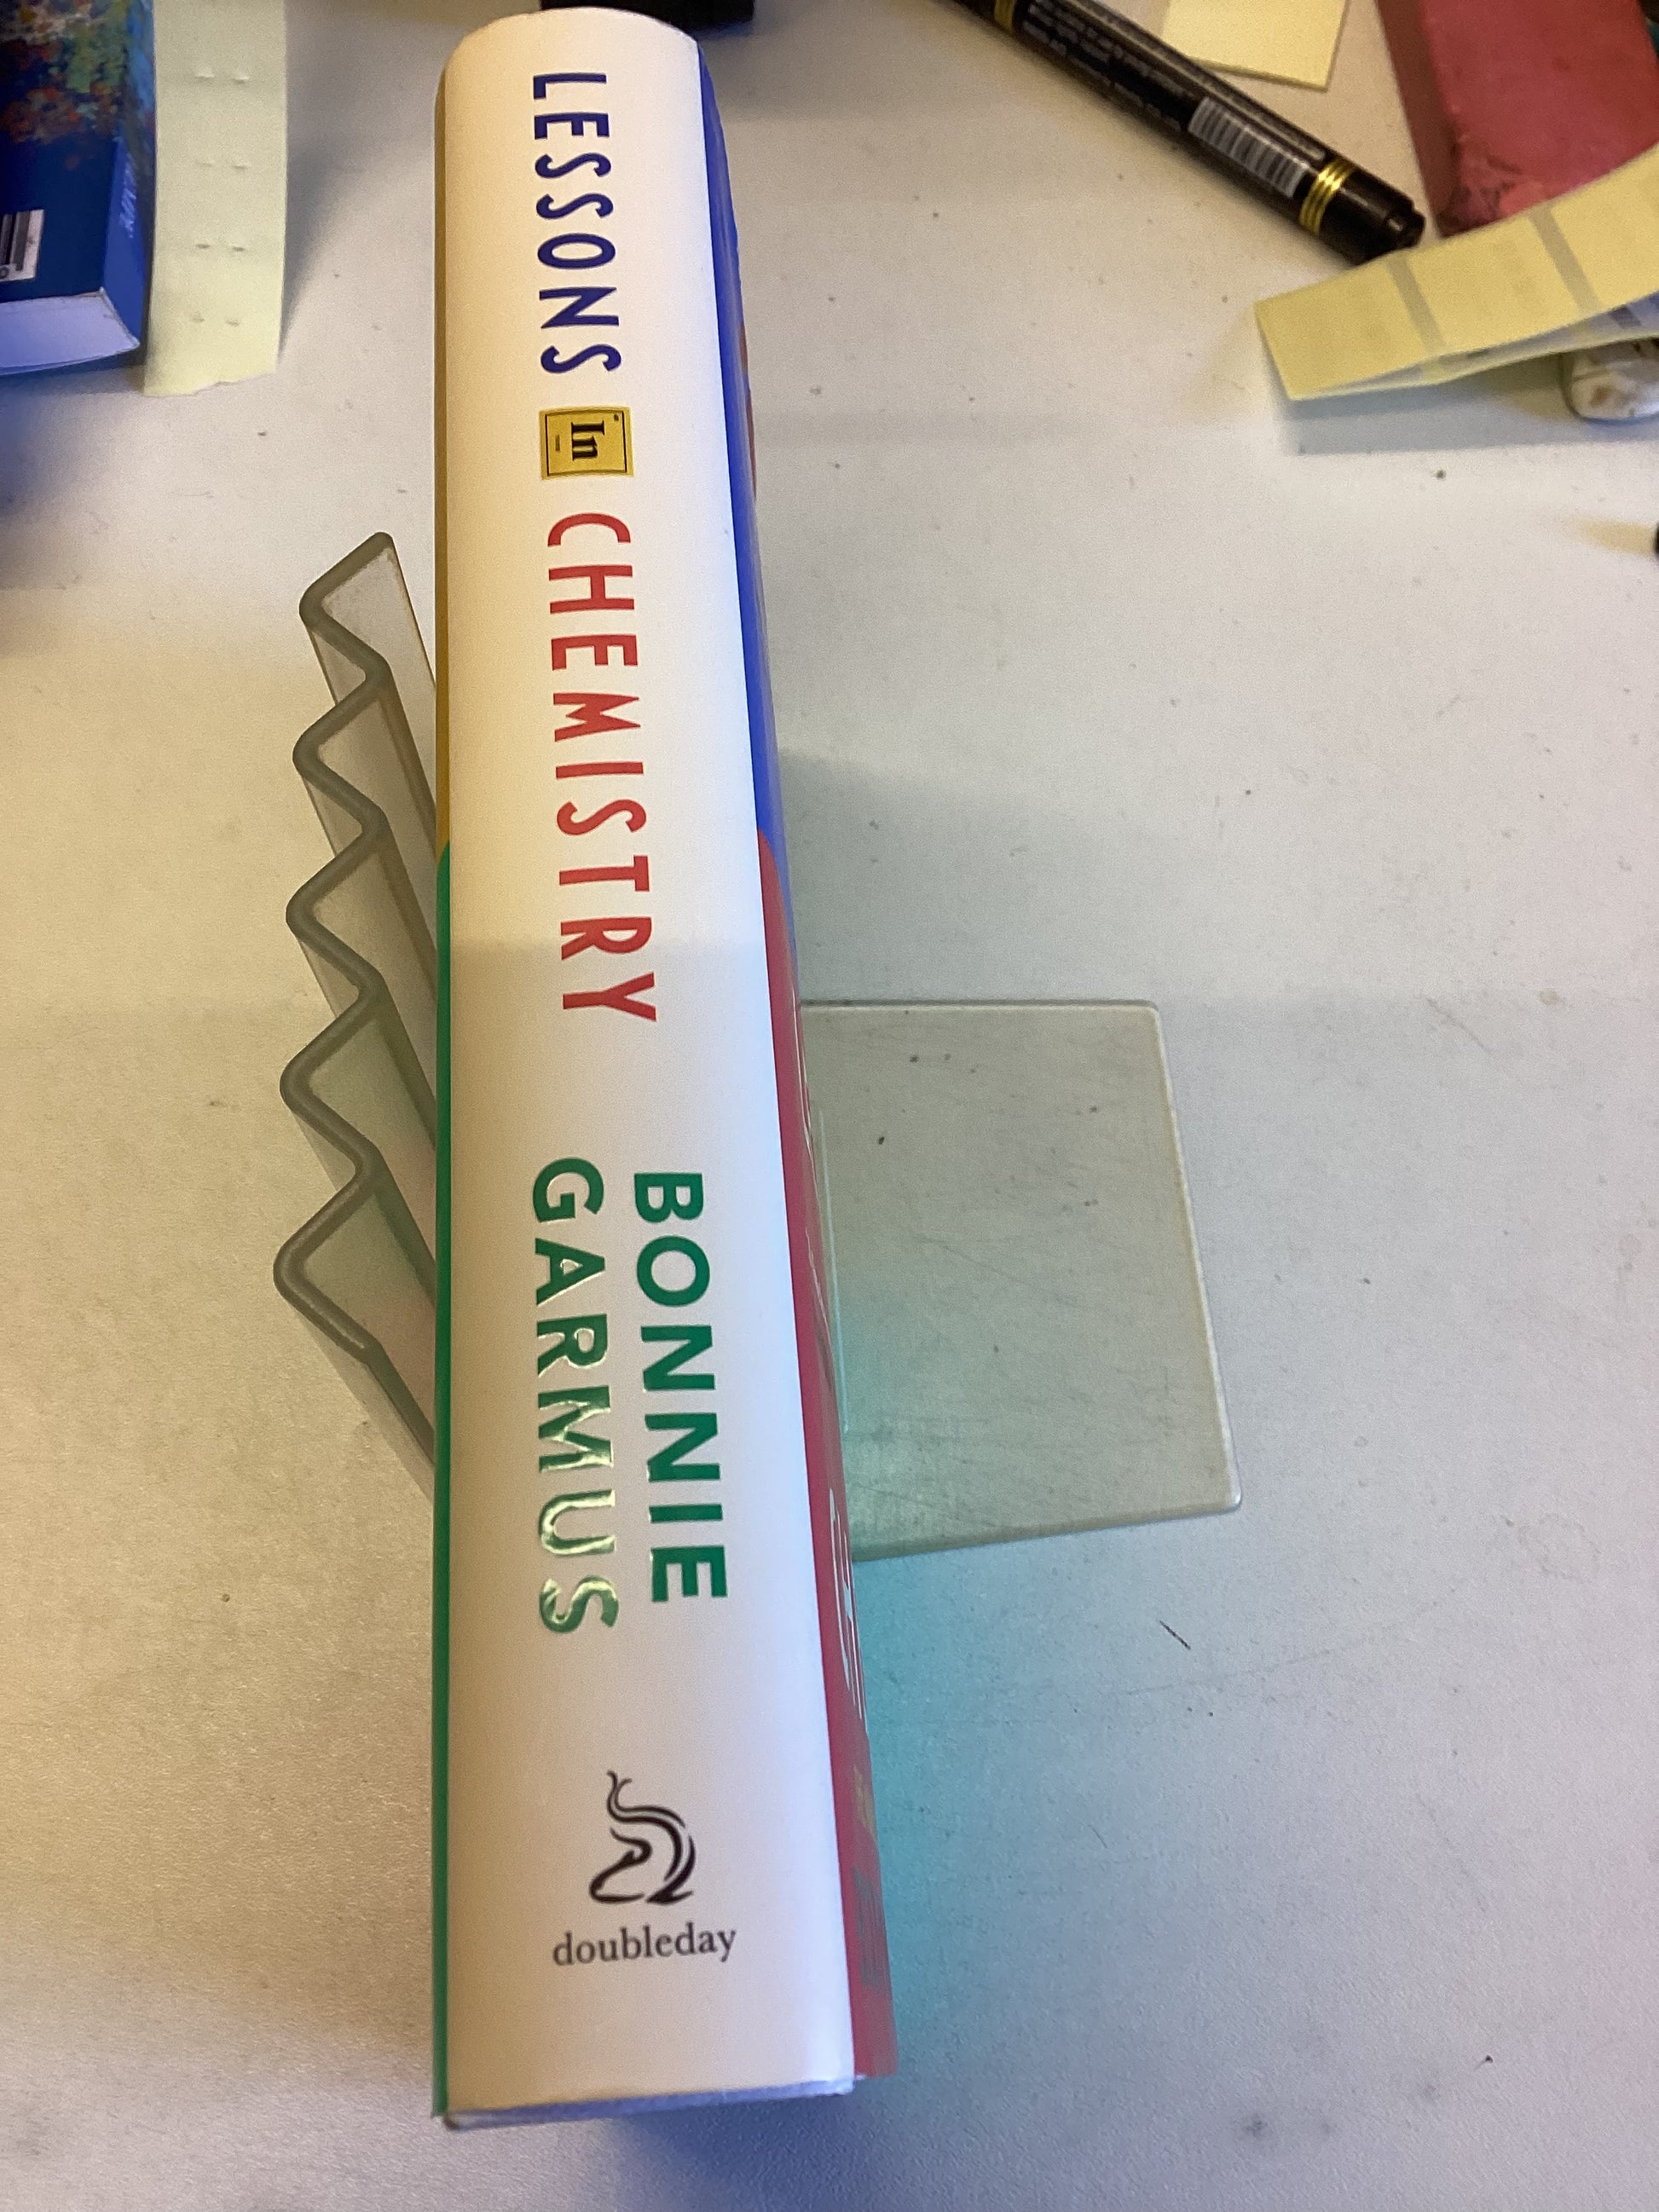 LESSONS In CHEMISTRY
BONNIE
GARMUS
doubleday